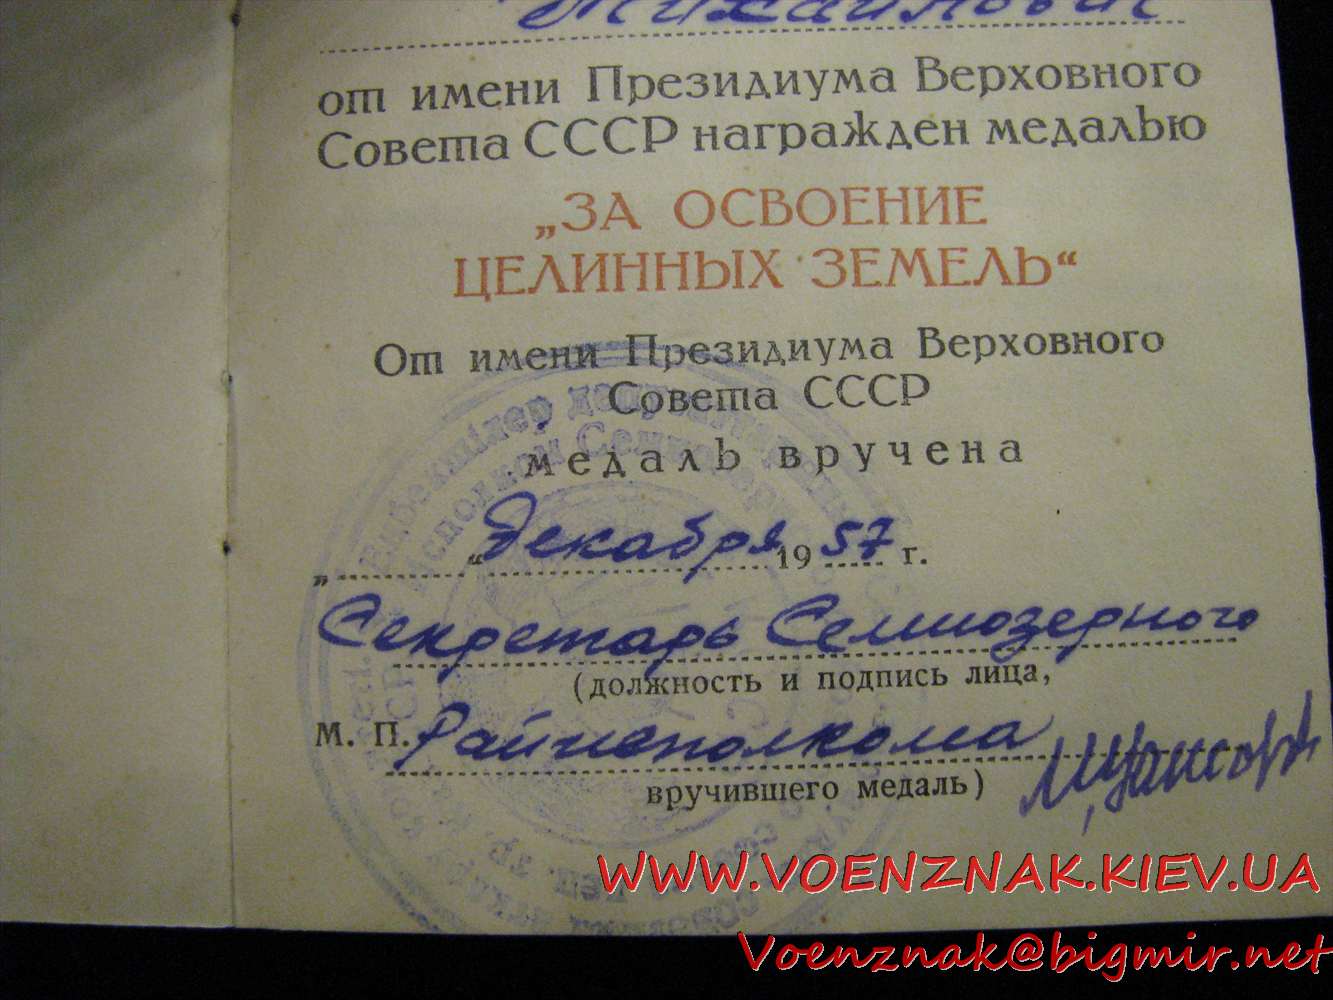 Михайлович
от имени Президиума Верховного
Совета СССР награжден медалью
„ЗА ОСВОЕНИЕ
ЦЕЛИННЫХ ЗЕМЕЛЬ“
От имени Президиума Верховного
Совета СССР
медаль вручена
„ “ декабря 1957 г.
Секретарь Семиозерного
(должность и подпись лица,
М. П. Райисполкома
вручившего медаль)
WWW.VOENZNAK.KIEV.UA
Voenznak@bigmir.net